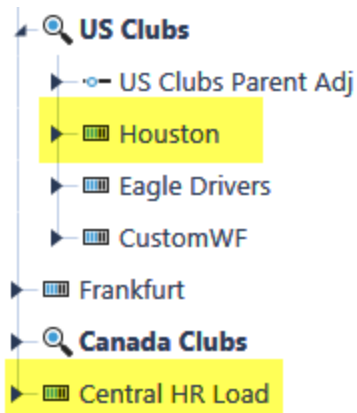 US Clubs
US Clubs Parent Adj
Houston
Eagle Drivers
CustomWF
Frankfurt
Canada Clubs
Central HR Load